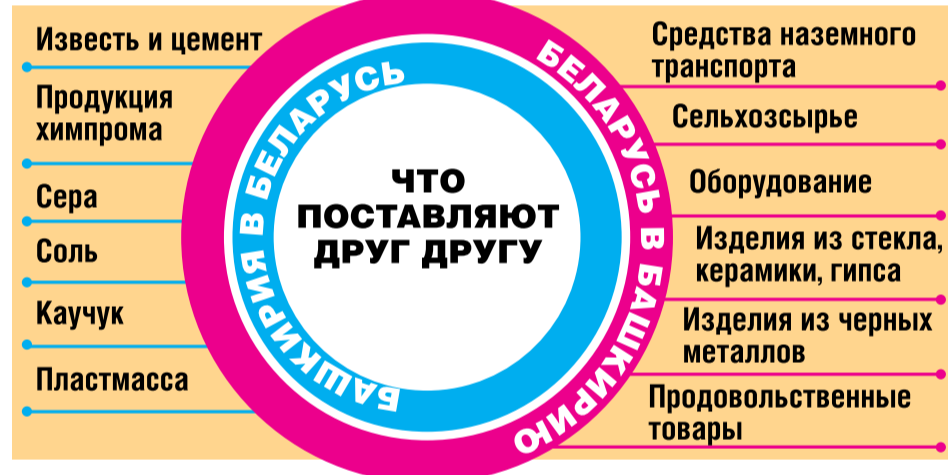 Известь и цемент
Продукция
химпрома
Сера
Соль
Каучук
Пластмасса
БАШКИРИЯ В БЕЛАРУСЬ
ЧТО
ПОСТАВЛЯЮТ
ДРУГ ДРУГУ
БЕЛАРУСЬ В БАШКИРИЮ
Средства наземного
транспорта
Сельхозсырье
Оборудование
Изделия из стекла,
керамики, гипса
Изделия из черных
металлов
Продовольственные
товары